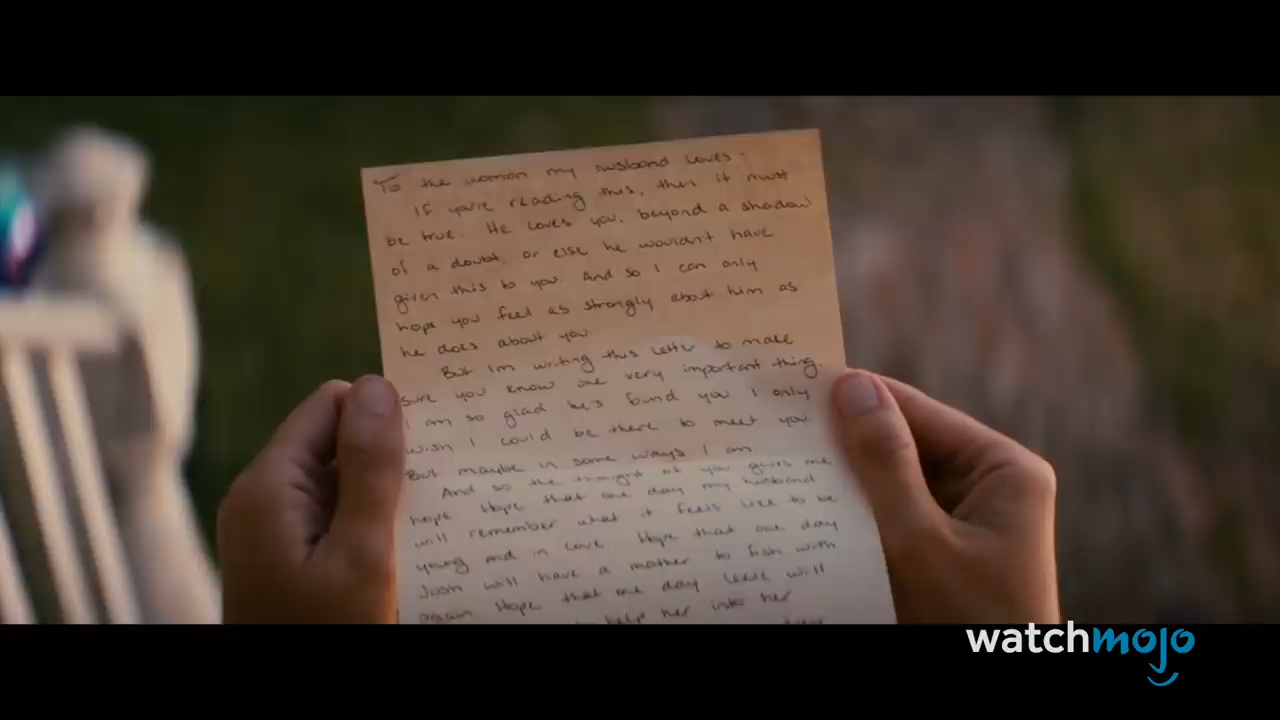 To the woman my husband loves -
If you're reading this, then it must
be true. He loves you, beyond a shadow
of a doubt, or else he wouldn't have
given this to you. And so I can only
hope you feel as strongly about him as
he does about you.
But I'm writing this letter to make
sure you know one very important thing.
I am so glad he's found you I only
wish I could be there to meet you
But maybe in some ways I am
And so the thought of you gives me
hope Hope that one day my husband
will remember what it feels like to be
young and in love Hope that one day
Josh will have a mother to fish with
again Hope that one day Lexie will
to help her into her
watchmojo